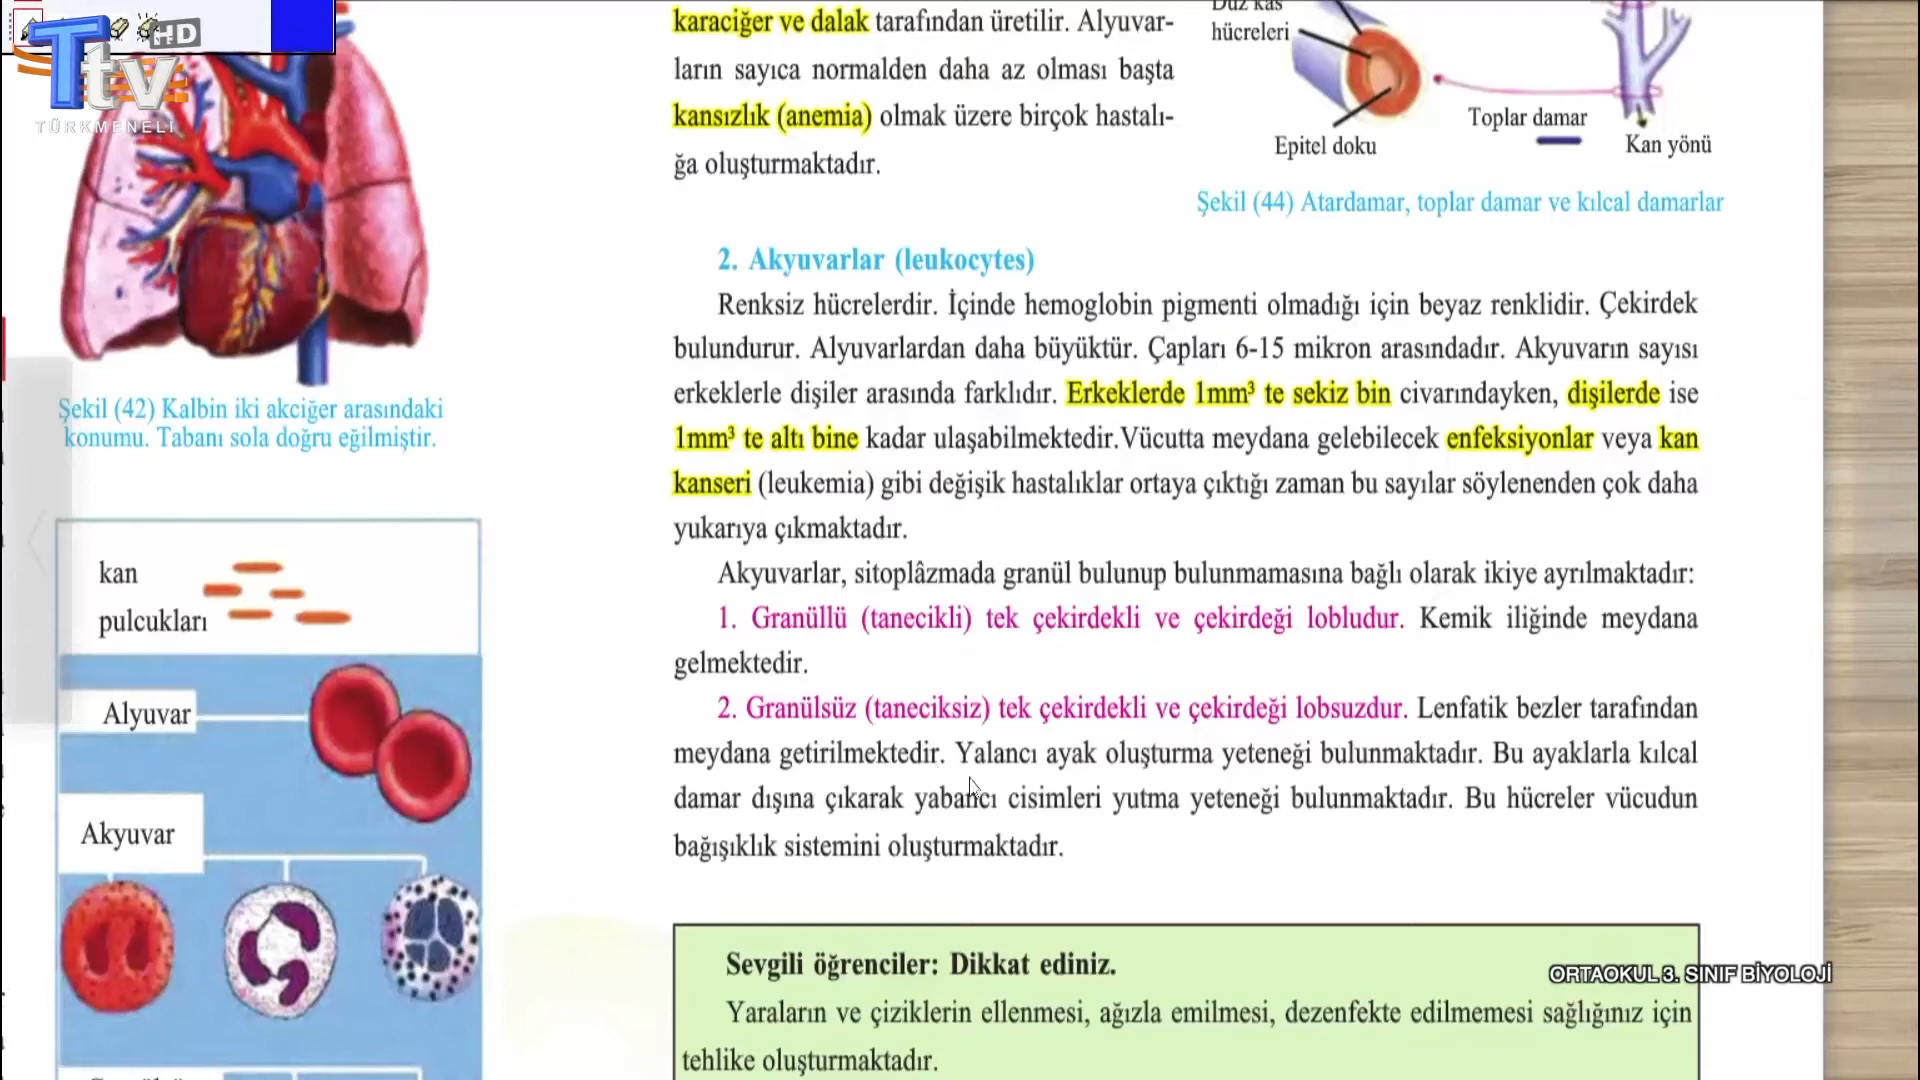 HD
Ttv
TÜRKMENELİ
Şekil (42) Kalbin iki akciğer arasındaki
konumu. Tabanı sola doğru eğilmiştir.
kan
pulcukları
Alyuvar
Akyuvar
karaciğer ve dalak tarafından üretilir. Alyuvar-
ların sayıca normalden daha az olması başta
kansızlık (anemia) olmak üzere birçok hastalı-
ğa oluşturmaktadır.
Düz kas
hücreleri
Epitel doku
Toplar damar
Kan yönü
Şekil (44) Atardamar, toplar damar ve kılcal damarlar
2. Akyuvarlar (leukocytes)
Renksiz hücrelerdir. İçinde hemoglobin pigmenti olmadığı için beyaz renklidir. Çekirdek
bulundurur. Alyuvarlardan daha büyüktür. Çapları 6-15 mikron arasındadır. Akyuvarın sayısı
erkeklerle dişiler arasında farklıdır. Erkeklerde 1mm³ te sekiz bin civarındayken, dişilerde ise
1mm³ te altı bine kadar ulaşabilmektedir.Vücutta meydana gelebilecek enfeksiyonlar veya kan
kanseri (leukemia) gibi değişik hastalıklar ortaya çıktığı zaman bu sayılar söylenenden çok daha
yukarıya çıkmaktadır.
Akyuvarlar, sitoplâzmada granül bulunup bulunmamasına bağlı olarak ikiye ayrılmaktadır:
1. Granüllü (tanecikli) tek çekirdekli ve çekirdeği lobludur. Kemik iliğinde meydana
gelmektedir.
2. Granülsüz (taneciksiz) tek çekirdekli ve çekirdeği lobsuzdur. Lenfatik bezler tarafından
meydana getirilmektedir. Yalancı ayak oluşturma yeteneği bulunmaktadır. Bu ayaklarla kılcal
damar dışına çıkarak yabancı cisimleri yutma yeteneği bulunmaktadır. Bu hücreler vücudun
bağışıklık sistemini oluşturmaktadır.
Sevgili öğrenciler: Dikkat ediniz.
Yaraların ve çiziklerin ellenmesi, ağızla emilmesi, dezenfekte edilmemesi sağlığınız için
tehlike oluşturmaktadır.
ORTAOKUL 3. SINIF BİYOLOJİ